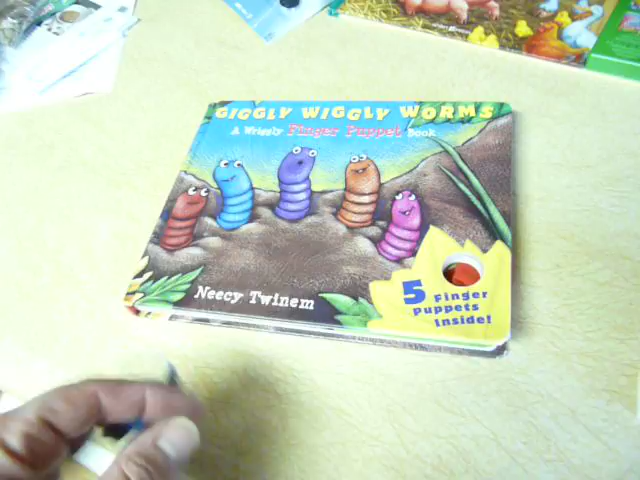 GIGGLY WIGGLY WORMS
A Wriggly Finger Puppet Book
Neecy Twinem
5 Finger
Puppets
Inside!